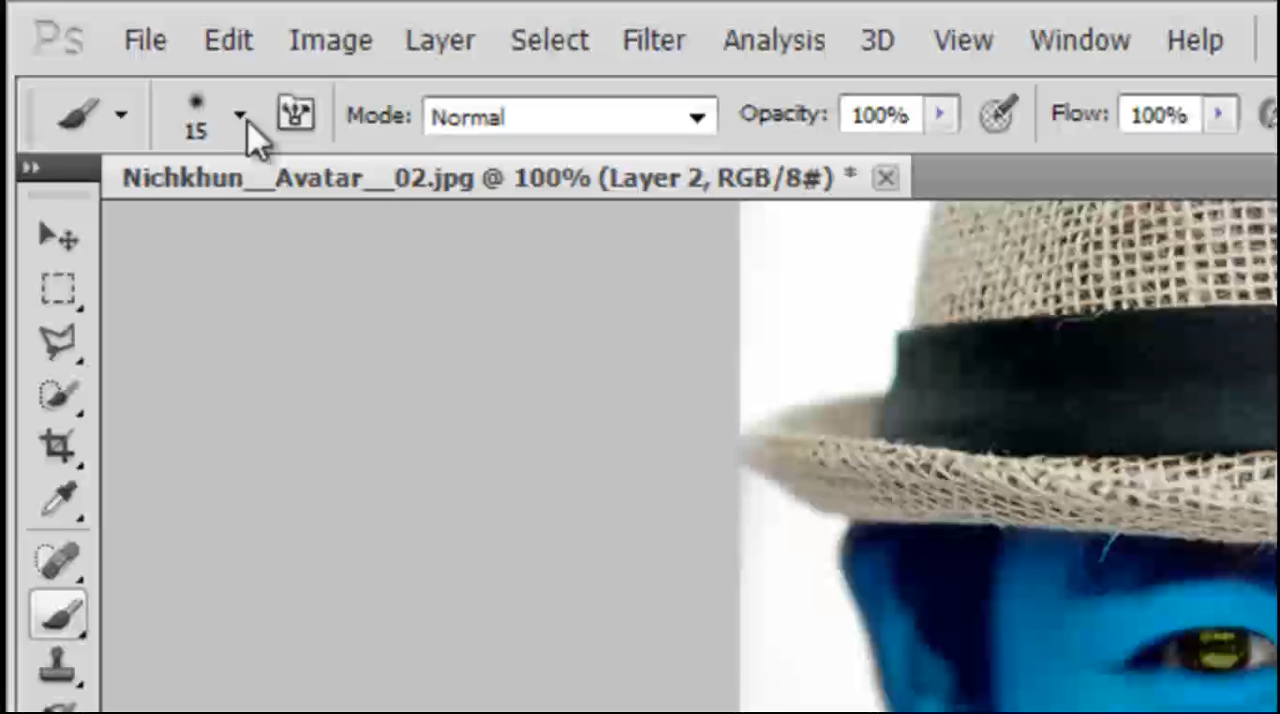 Ps File Edit Image Layer Select Filter Analysis 3D View Window Help
15 Mode: Normal Opacity: 100% Flow: 100%
Nichkhun__Avatar__02.jpg @ 100% (Layer 2, RGB/8#) *